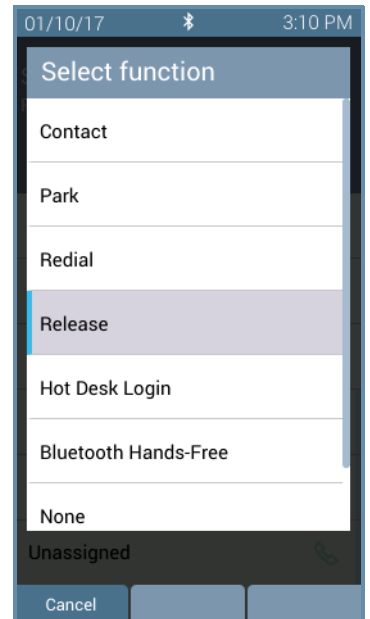 01/10/17 3:10 PM
Select function
Contact
Park
Redial
Release
Hot Desk Login
Bluetooth Hands-Free
None
Unassigned
Cancel